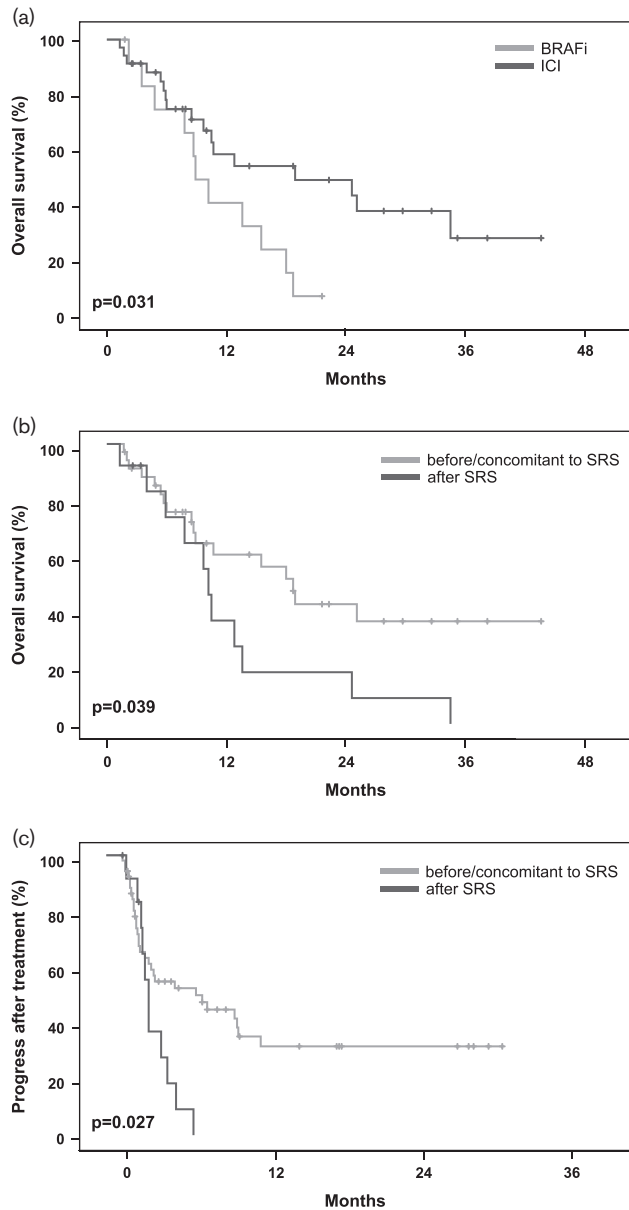 (a)
100
80
60
40
20
0
Overall survival (%)
BRAFi
ICI
p=0.031
0 12 24 36 48
Months
(b)
100
80
60
40
20
0
Overall survival (%)
before/concomitant to SRS
after SRS
p=0.039
0 12 24 36 48
Months
(c)
100
80
60
40
20
0
Progress after treatment (%)
before/concomitant to SRS
after SRS
p=0.027
0 12 24 36
Months